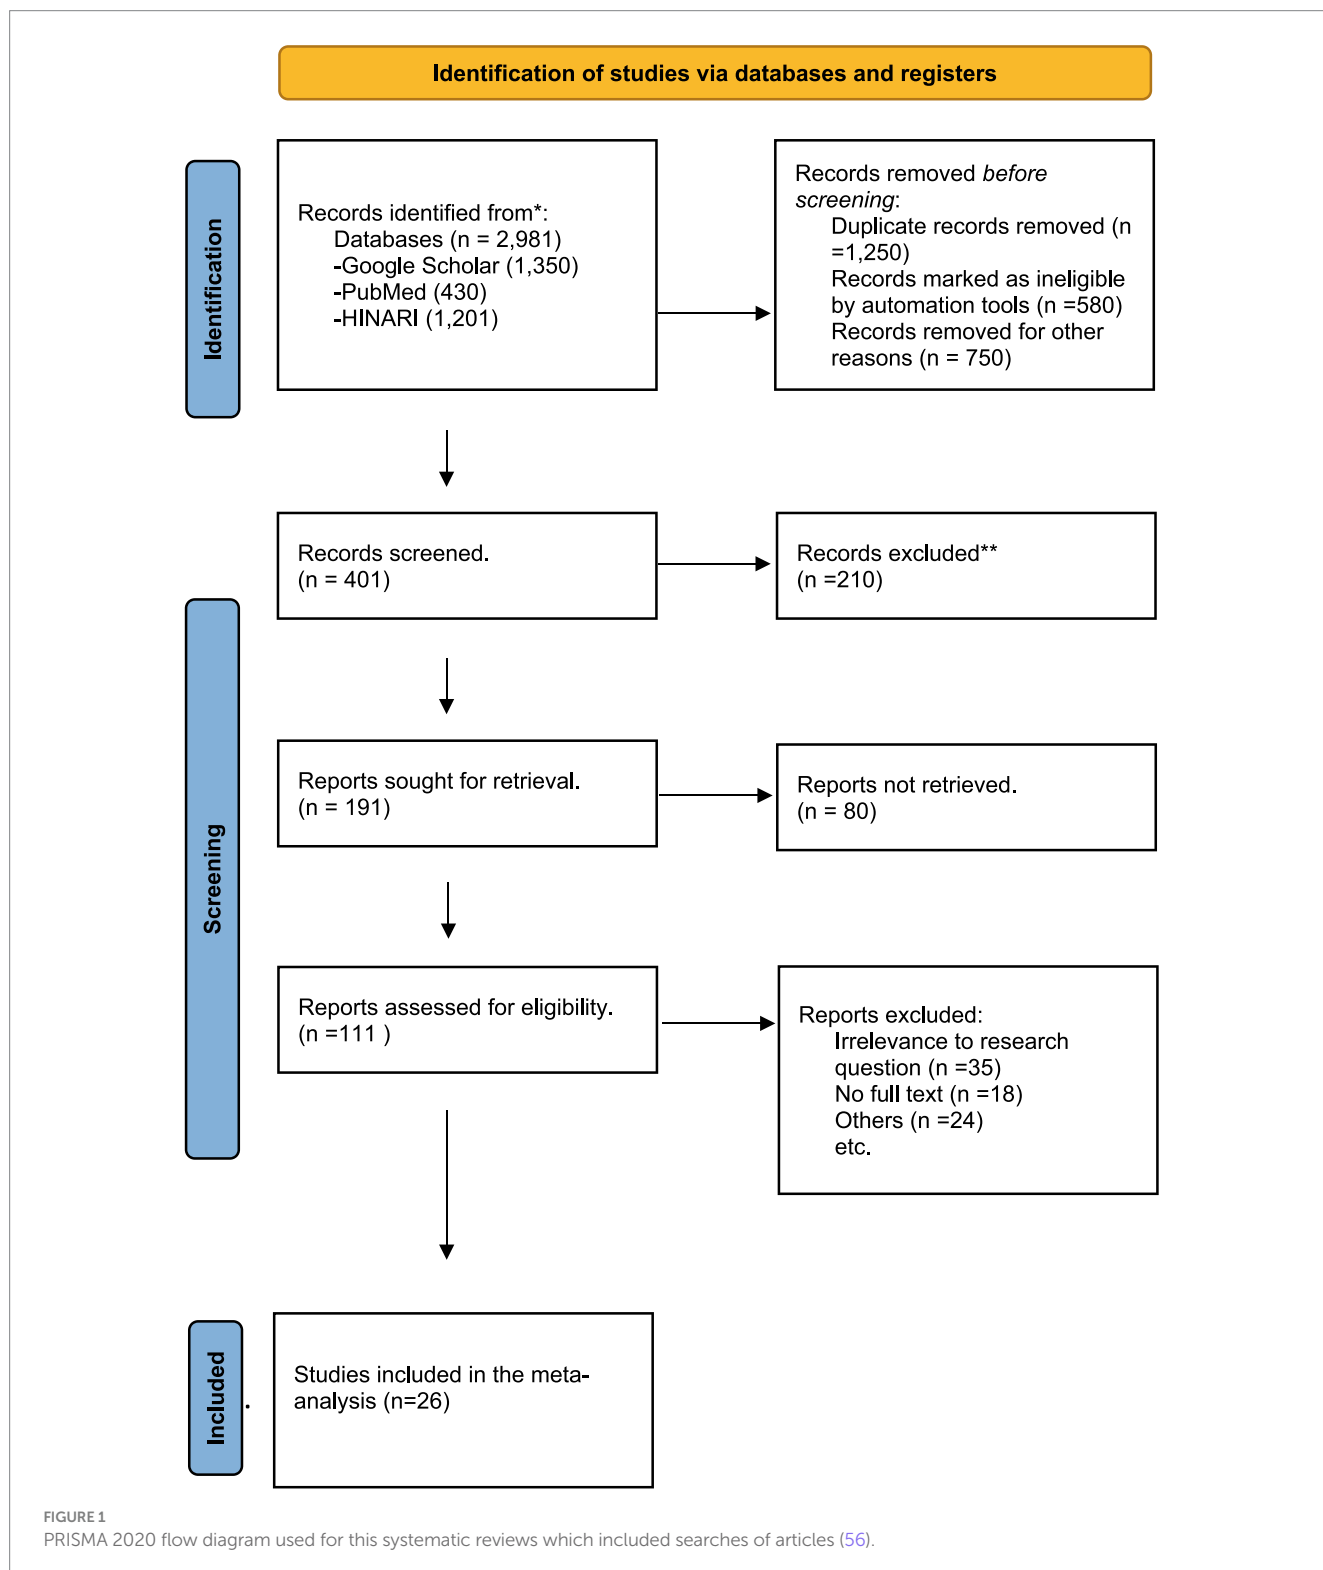 Identification of studies via databases and registers
Identification
Records identified from*:
Databases (n = 2,981)
-Google Scholar (1,350)
-PubMed (430)
-HINARI (1,201)
Records removed before
screening:
Duplicate records removed (n
=1,250)
Records marked as ineligible
by automation tools (n =580)
Records removed for other
reasons (n = 750)
Screening
Records screened.
(n = 401)
Records excluded**
(n =210)
Reports sought for retrieval.
(n = 191)
Reports not retrieved.
(n = 80)
Reports assessed for eligibility.
(n =111 )
Reports excluded:
Irrelevance to research
question (n =35)
No full text (n =18)
Others (n =24)
etc.
Included
.
Studies included in the meta-
analysis (n=26)
FIGURE 1
PRISMA 2020 flow diagram used for this systematic reviews which included searches of articles (56).